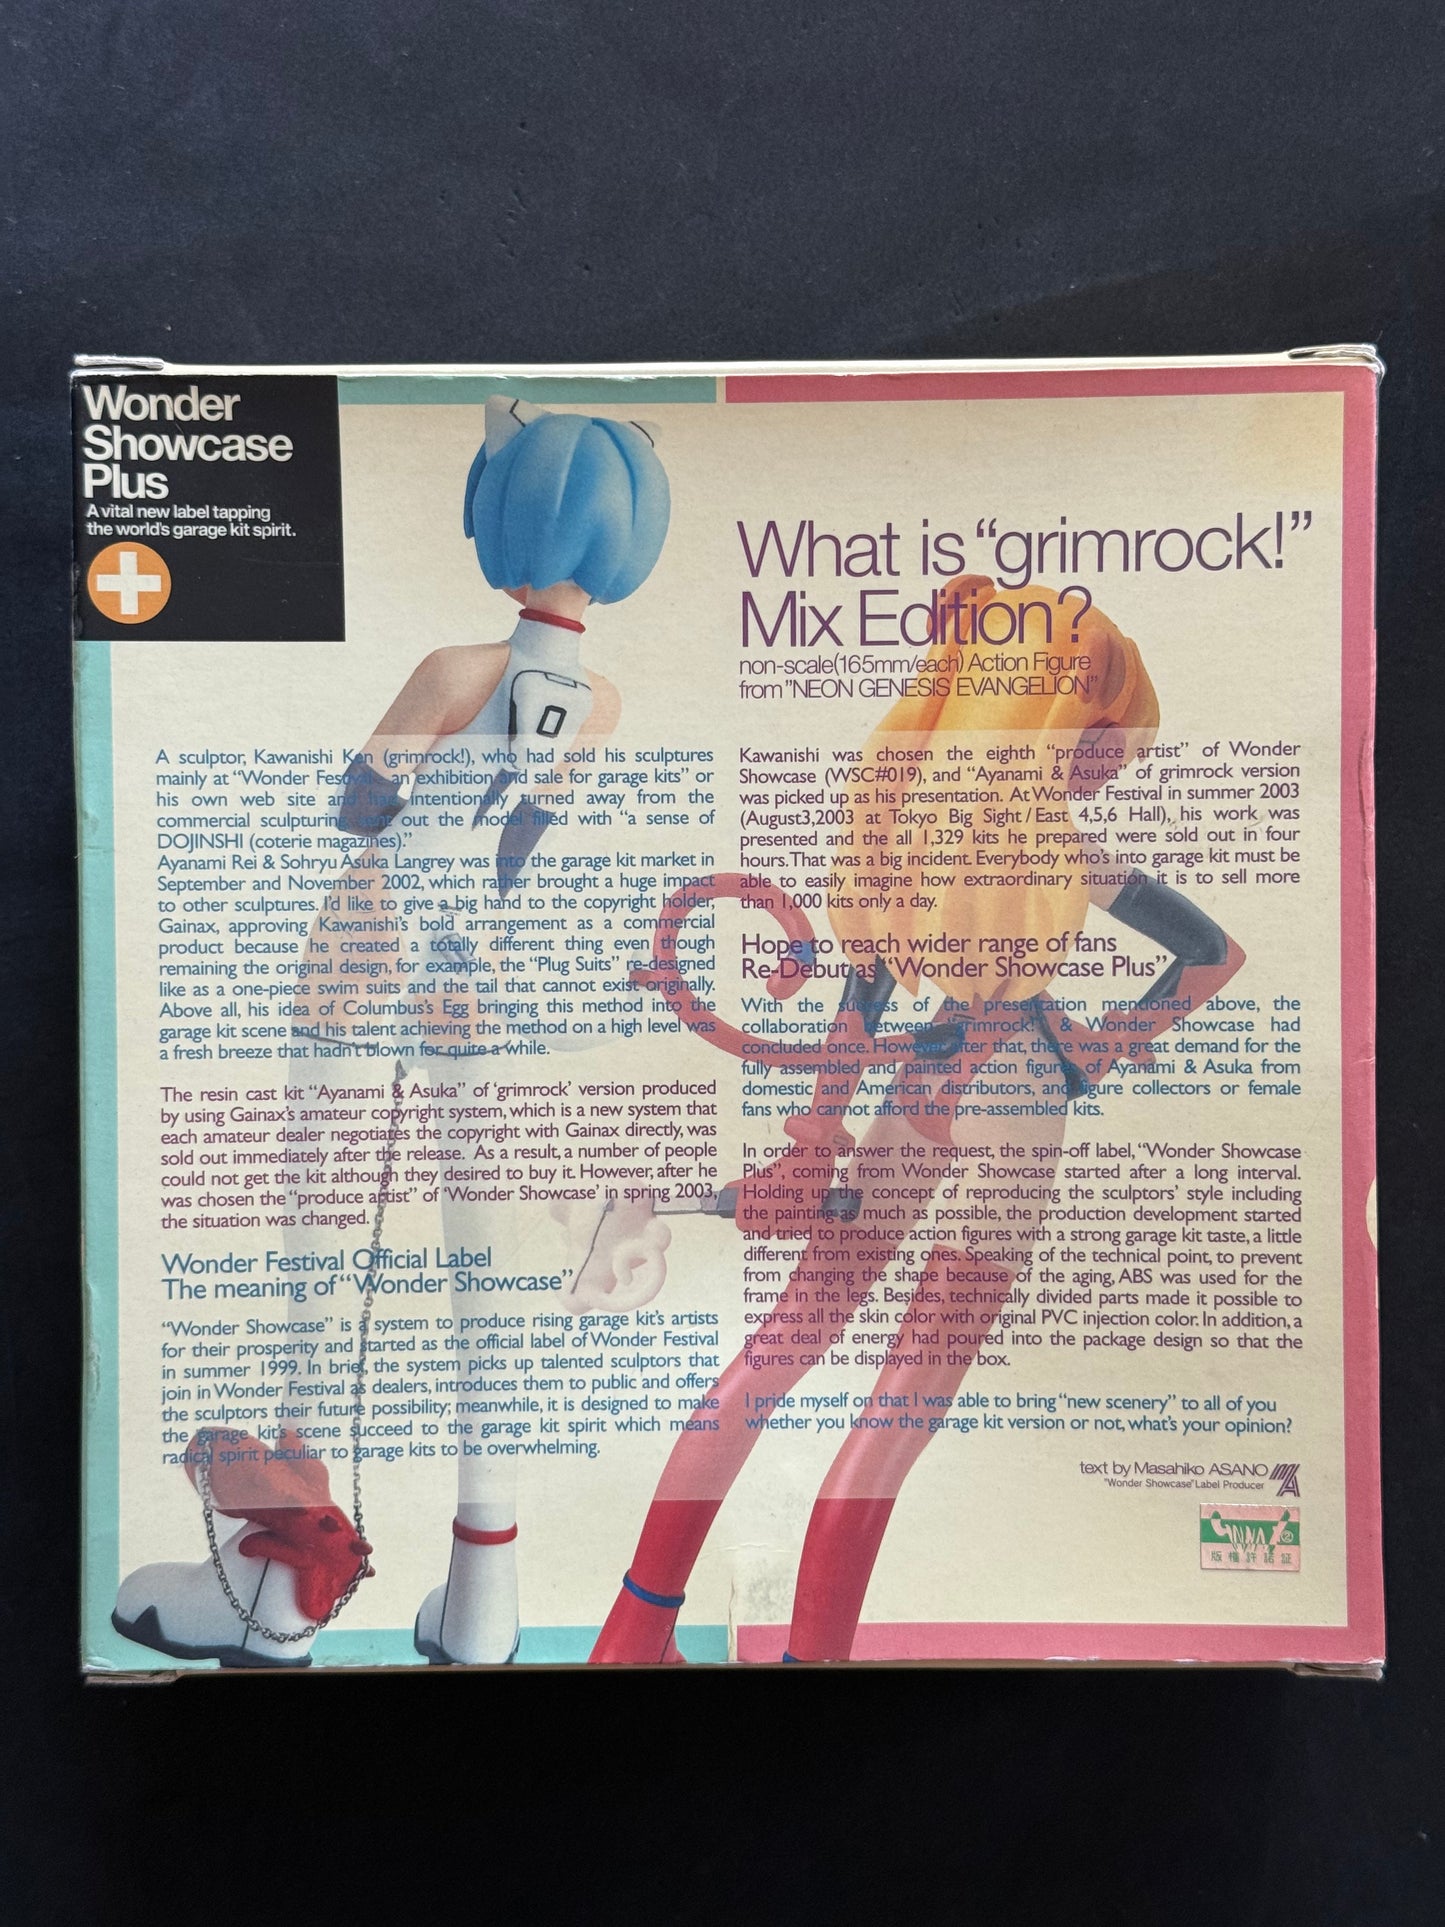 Wonder
Showcase
Plus
A vital new label tapping
the world's garage kit spirit.
What is “grimrock!”
Mix Edition?
non-scale(165mm/each) Action Figure
from”NEON GENESIS EVANGELION”
A sculptor, Kawanishi Ken (grimrock!), who had sold his sculptures
mainly at “Wonder Festival - an exhibition and sale for garage kits” or
his own web site and had intentionally turned away from the
commercial sculpturing, sent out the model filled with “a sense of
DOJINSHI (coterie magazines).”
Ayanami Rei & Sohryu Asuka Langrey was into the garage kit market in
September and November 2002, which rather brought a huge impact
to other sculptures. I'd like to give a big hand to the copyright holder,
Gainax, approving Kawanishi's bold arrangement as a commercial
product because he created a totally different thing even though
remaining the original design, for example, the “Plug Suits” re-designed
like as a one-piece swim suits and the tail that cannot exist originally.
Above all, his idea of Columbus's Egg bringing this method into the
garage kit scene and his talent achieving the method on a high level was
a fresh breeze that hadn't blown for quite a while.
The resin cast kit “Ayanami & Asuka” of ‘grimrock’ version produced
by using Gainax's amateur copyright system, which is a new system that
each amateur dealer negotiates the copyright with Gainax directly, was
sold out immediately after the release. As a result, a number of people
could not get the kit although they desired to buy it. However, after he
was chosen the “produce artist” of ‘Wonder Showcase’ in spring 2003,
the situation was changed.
Wonder Festival Official Label
The meaning of “Wonder Showcase”
“Wonder Showcase” is a system to produce rising garage kit's artists
for their prosperity and started as the official label of Wonder Festival
in summer 1999. In brief, the system picks up talented sculptors that
join in Wonder Festival as dealers, introduces them to public and offers
the sculptors their future possibility; meanwhile, it is designed to make
the garage kit's scene succeed to the garage kit spirit which means
radical spirit peculiar to garage kits to be overwhelming.
Kawanishi was chosen the eighth “produce artist” of Wonder
Showcase (WSC#019), and “Ayanami & Asuka” of grimrock version
was picked up as his presentation. At Wonder Festival in summer 2003
(August3,2003 at Tokyo Big Sight / East 4,5,6 Hall), his work was
presented and the all 1,329 kits he prepared were sold out in four
hours. That was a big incident. Everybody who's into garage kit must be
able to easily imagine how extraordinary situation it is to sell more
than 1,000 kits only a day.
Hope to reach wider range of fans
Re-Debut as “Wonder Showcase Plus”
With the success of the presentation mentioned above, the
collaboration between “grimrock!” & Wonder Showcase had
concluded once. However after that, there was a great demand for the
fully assembled and painted action figures of Ayanami & Asuka from
domestic and American distributors, and figure collectors or female
fans who cannot afford the pre-assembled kits.
In order to answer the request, the spin-off label, “Wonder Showcase
Plus”, coming from Wonder Showcase started after a long interval.
Holding up the concept of reproducing the sculptors' style including
the painting as much as possible, the production development started
and tried to produce action figures with a strong garage kit taste, a little
different from existing ones. Speaking of the technical point, to prevent
from changing the shape because of the aging, ABS was used for the
frame in the legs. Besides, technically divided parts made it possible to
express all the skin color with original PVC injection color. In addition, a
great deal of energy had poured into the package design so that the
figures can be displayed in the box.
I pride myself on that I was able to bring “new scenery” to all of you
whether you know the garage kit version or not, what's your opinion?
text by Masahiko ASANO
“Wonder Showcase” Label Producer
0
版権許諾証